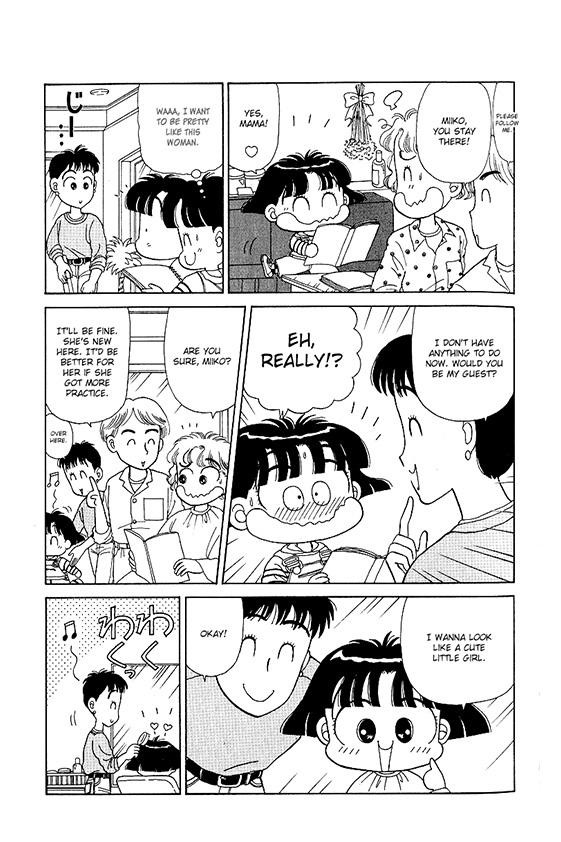 PLEASE
FOLLOW
ME.
MIIKO,
YOU STAY
THERE!
YES,
MAMA!
♡
WAAA, I WANT
TO BE PRETTY
LIKE THIS
WOMAN.
じー…
I DON'T HAVE
ANYTHING TO DO
NOW. WOULD YOU
BE MY GUEST?
EH,
REALLY!?
ARE YOU
SURE, MIIKO?
IT'LL BE FINE.
SHE'S NEW
HERE. IT'D BE
BETTER FOR
HER IF SHE
GOT MORE
PRACTICE.
OVER
HERE.
I WANNA LOOK
LIKE A CUTE
LITTLE GIRL.
OKAY!
わく
わくっ